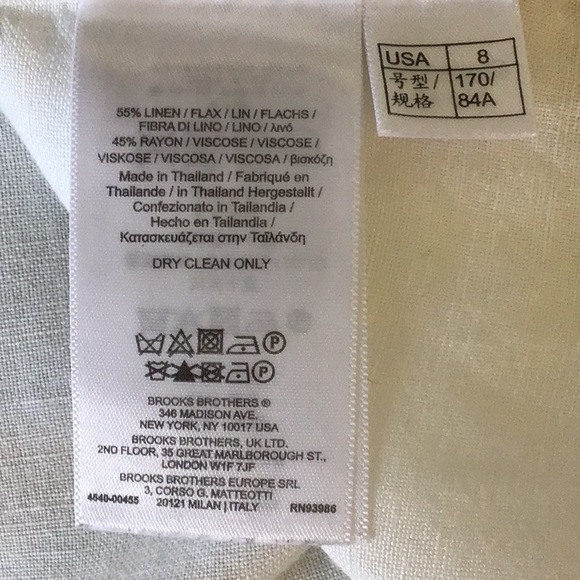 55% LINEN / FLAX / LIN / FLACHS /
FIBRA DI LINO / LINO / λινό
45% RAYON / VISCOSE / VISCOSE /
VISKOSE / VISCOSA / VISCOSA / βισκόζη
Made in Thailand / Fabriqué en
Thaïlande / in Thailand Hergestellt /
Confezionato in Tailandia /
Hecho en Tailandia /
Κατασκευάζεται στην Ταϊλάνδη
DRY CLEAN ONLY
P
P
BROOKS BROTHERS ®
346 MADISON AVE.
NEW YORK, NY 10017 USA
BROOKS BROTHERS, UK LTD.
2ND FLOOR, 35 GREAT MARLBOROUGH ST.,
LONDON W1F 7JF
BROOKS BROTHERS EUROPE SRL
3, CORSO G. MATTEOTTI
4640-00455 20121 MILAN | ITALY RN93986
USA 8
号型/ 170/
规格 84A